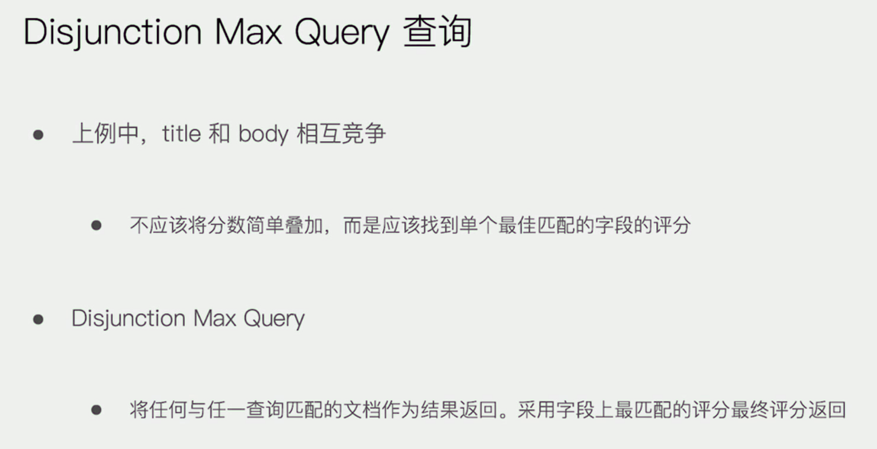 Disjunction Max Query 查询
上例中，title 和 body 相互竞争
不应该将分数简单叠加，而是应该找到单个最佳匹配的字段的评分
Disjunction Max Query
将任何与任一查询匹配的文档作为结果返回。采用字段上最匹配的评分最终评分返回